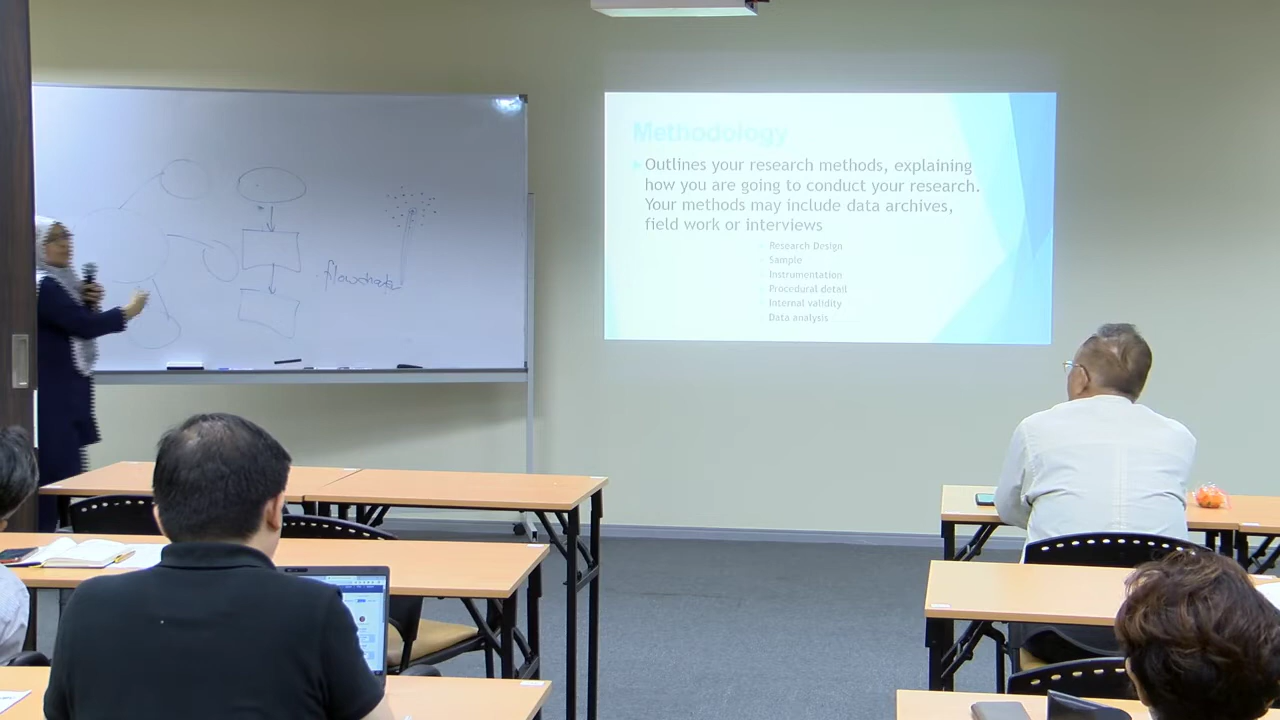 flowchart
Methodology
Outlines your research methods, explaining
how you are going to conduct your research.
Your methods may include data archives,
field work or interviews
Research Design
Sample
Instrumentation
Procedural detail
Internal validity
Data analysis